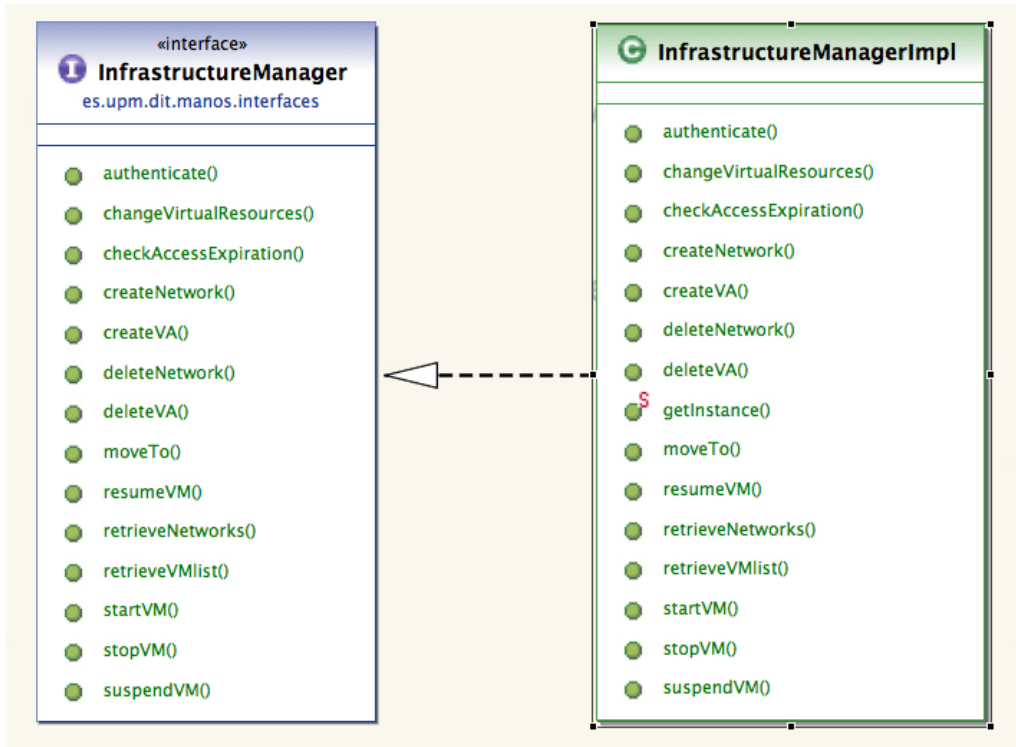 «interface»
I InfrastructureManager
es.upm.dit.manos.interfaces
authenticate()
changeVirtualResources()
checkAccessExpiration()
createNetwork()
createVA()
deleteNetwork()
deleteVA()
moveTo()
resumeVM()
retrieveNetworks()
retrieveVMlist()
startVM()
stopVM()
suspendVM()
C InfrastructureManagerImpl
authenticate()
changeVirtualResources()
checkAccessExpiration()
createNetwork()
createVA()
deleteNetwork()
deleteVA()
S getInstance()
moveTo()
resumeVM()
retrieveNetworks()
retrieveVMlist()
startVM()
stopVM()
suspendVM()